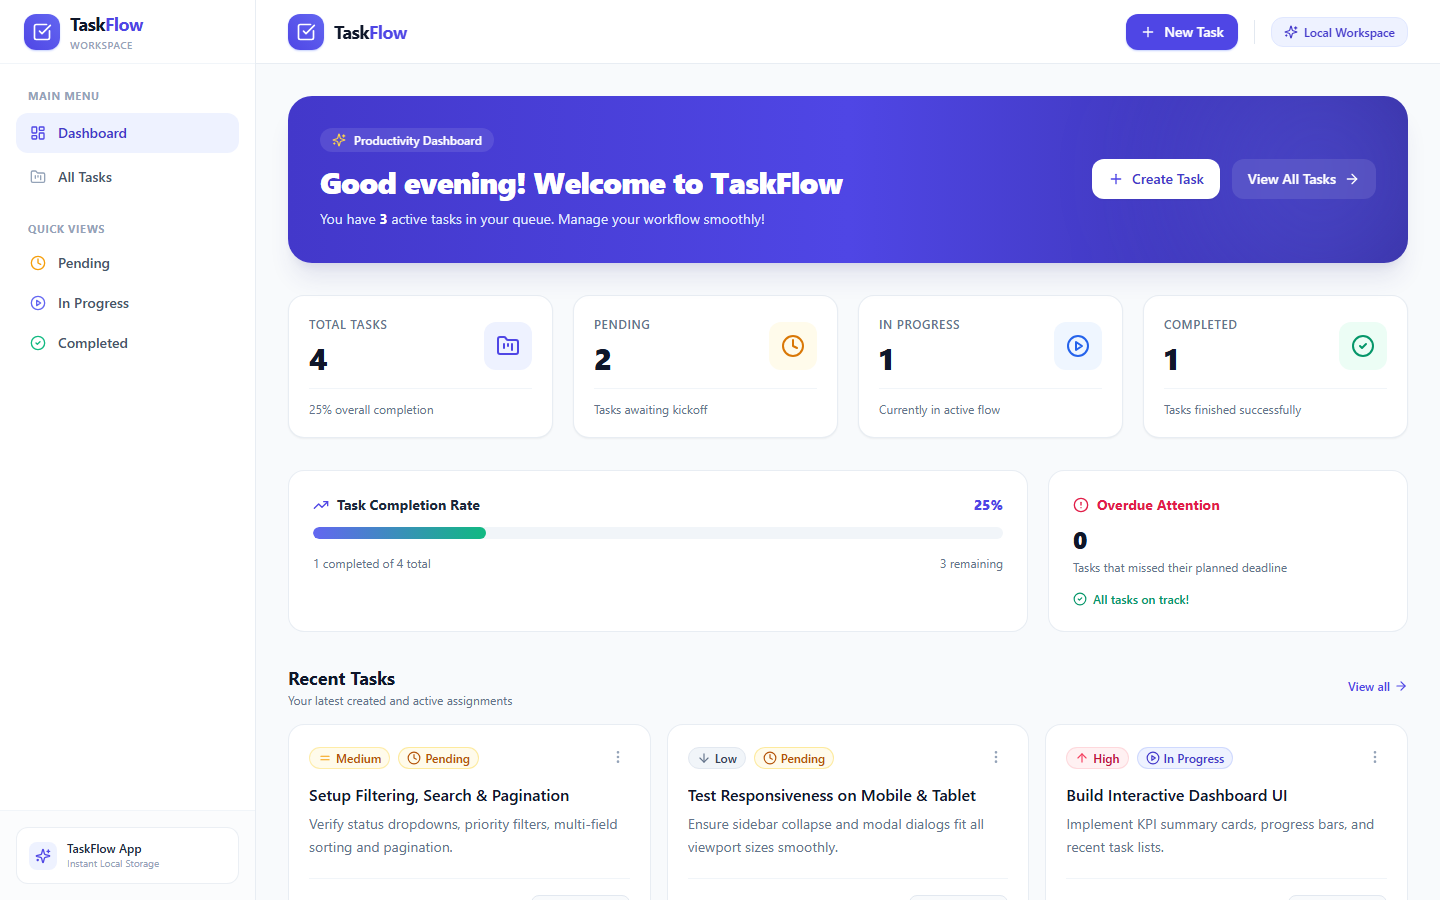 TaskFlow
WORKSPACE
MAIN MENU
Dashboard
All Tasks
QUICK VIEWS
Pending
In Progress
Completed
TaskFlow App
Instant Local Storage
TaskFlow
New Task
Local Workspace
Productivity Dashboard
Good evening! Welcome to TaskFlow
You have 3 active tasks in your queue. Manage your workflow smoothly!
Create Task
View All Tasks
TOTAL TASKS
4
25% overall completion
PENDING
2
Tasks awaiting kickoff
IN PROGRESS
1
Currently in active flow
COMPLETED
1
Tasks finished successfully
Task Completion Rate
25%
1 completed of 4 total
3 remaining
Overdue Attention
0
Tasks that missed their planned deadline
All tasks on track!
Recent Tasks
Your latest created and active assignments
View all
Medium
Pending
Setup Filtering, Search & Pagination
Verify status dropdowns, priority filters, multi-field
sorting and pagination.
Low
Pending
Test Responsiveness on Mobile & Tablet
Ensure sidebar collapse and modal dialogs fit all
viewport sizes smoothly.
High
In Progress
Build Interactive Dashboard UI
Implement KPI summary cards, progress bars, and
recent task lists.